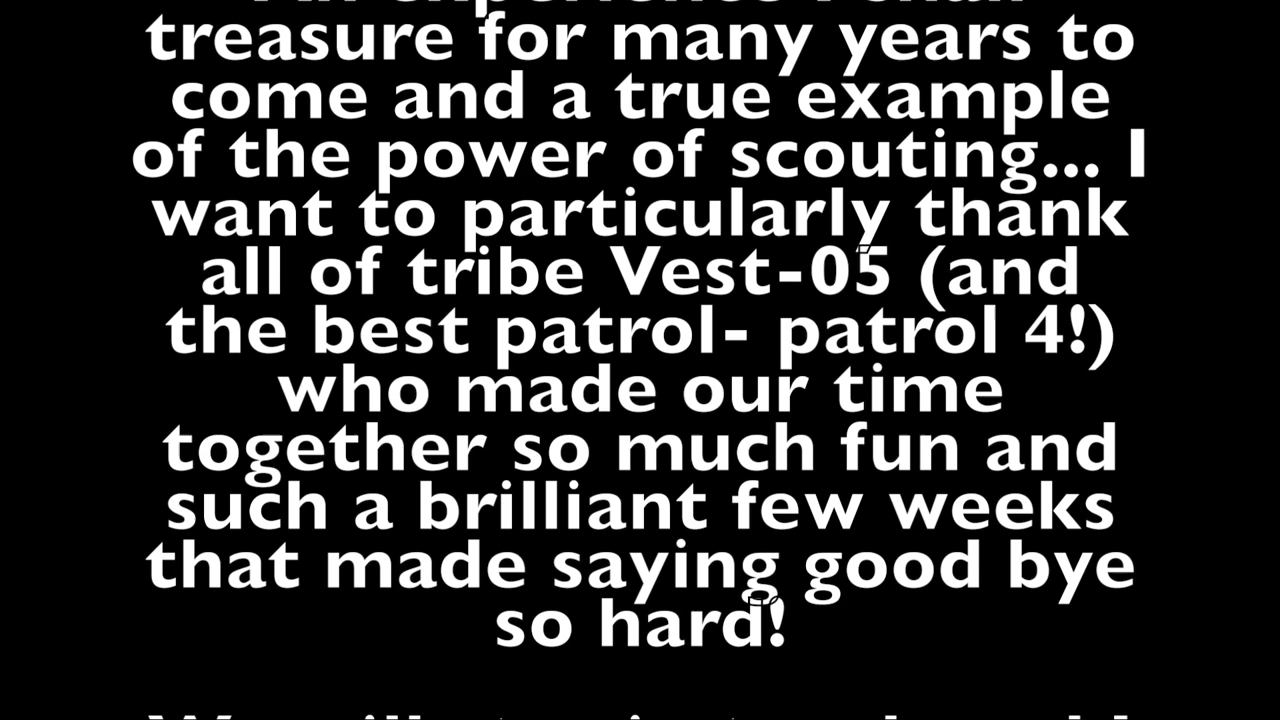 treasure for many years to
come and a true example
of the power of scouting... I
want to particularly thank
all of tribe Vest-05 (and
the best patrol- patrol 4!)
who made our time
together so much fun and
such a brilliant few weeks
that made saying good bye
so hard!